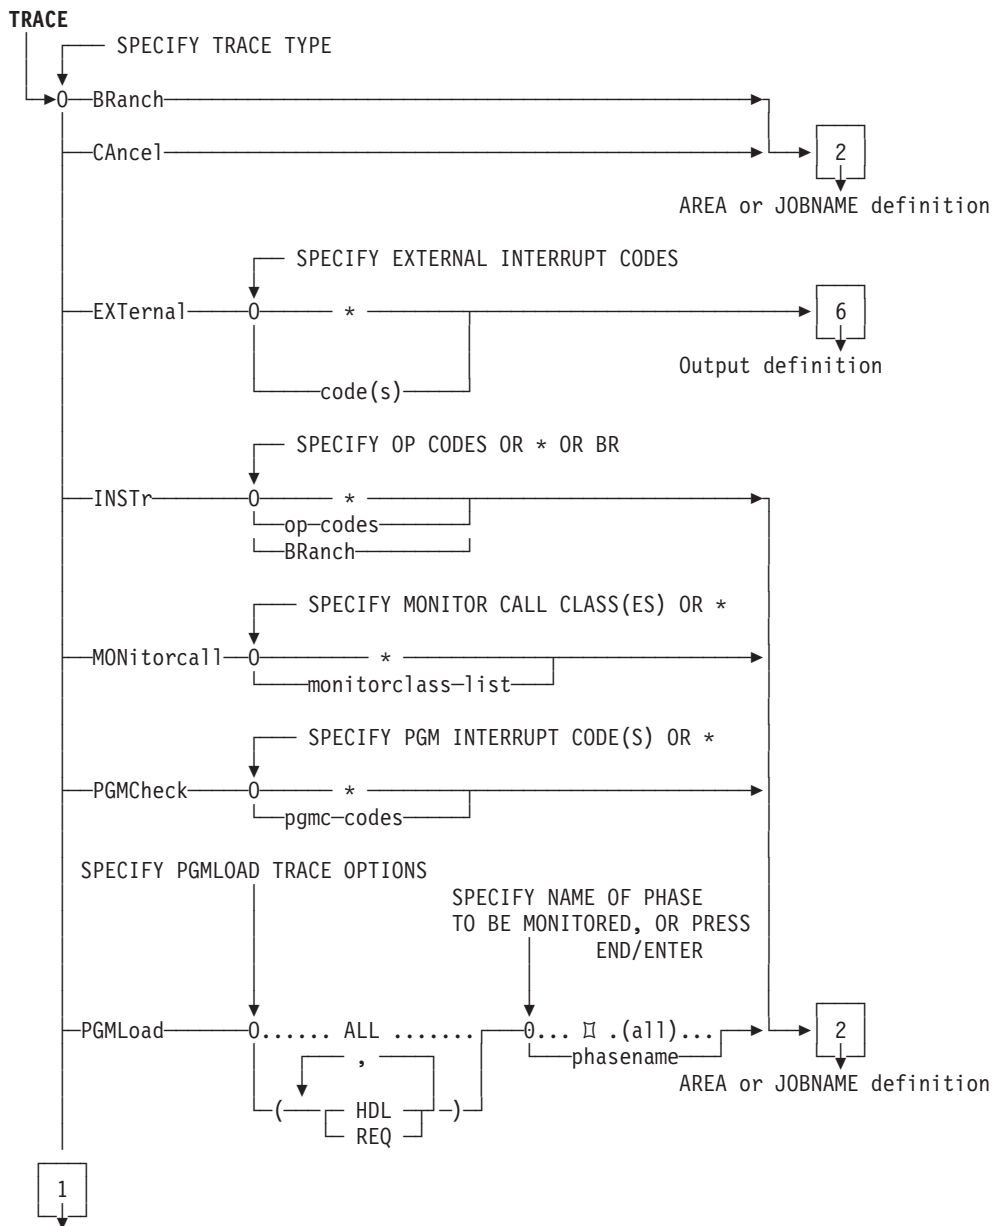 TRACE
SPECIFY TRACE TYPE
0 BRanch
CAncel 2
AREA or JOBNAME definition
SPECIFY EXTERNAL INTERRUPT CODES
EXTernal 0 * 6
Output definition
code(s)
SPECIFY OP CODES OR * OR BR
INSTr 0 *
op-codes
BRanch
SPECIFY MONITOR CALL CLASS(ES) OR *
MONitorcall 0 *
monitorclass-list
SPECIFY PGM INTERRUPT CODE(S) OR *
PGMCheck 0 *
pgmc-codes
SPECIFY PGMLOAD TRACE OPTIONS
SPECIFY NAME OF PHASE
TO BE MONITORED, OR PRESS
END/ENTER
PGMLoad 0...... ALL ....... 0... ♊ .(all)... 2
phasename
,
AREA or JOBNAME definition
( HDL )
REQ
1